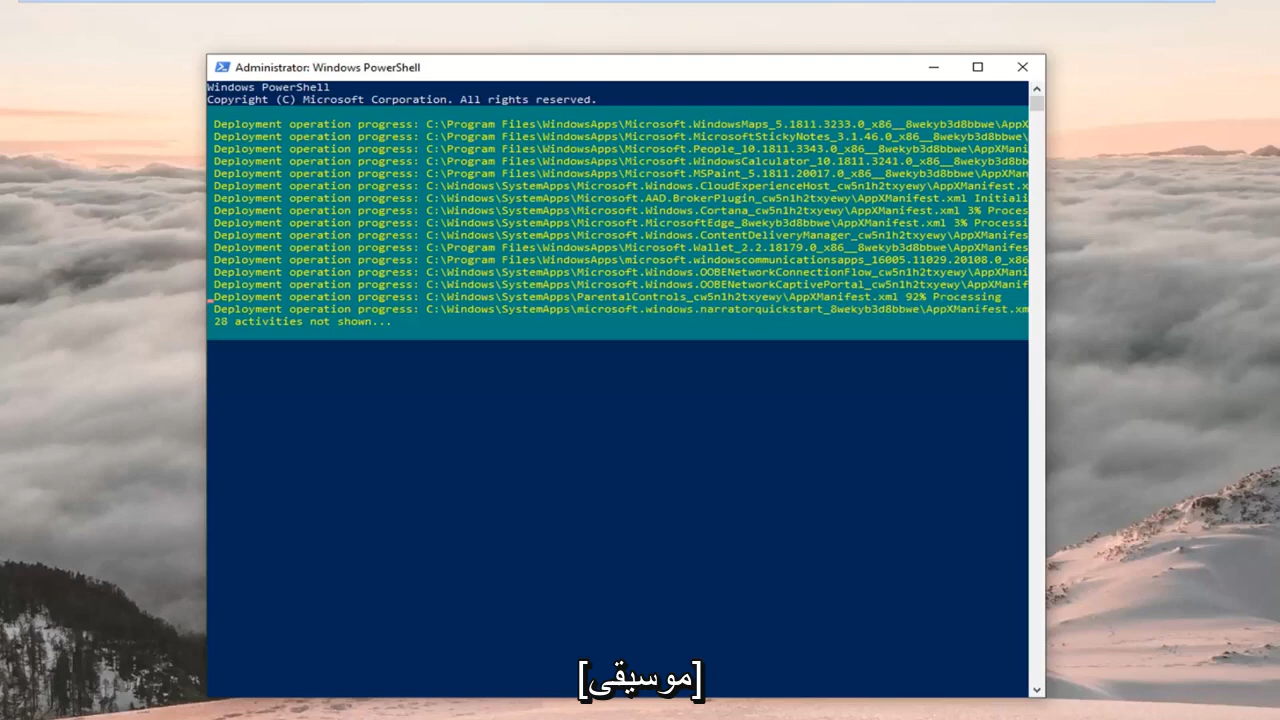 Administrator: Windows PowerShell
Windows PowerShell
Copyright (C) Microsoft Corporation. All rights reserved.
Deployment operation progress: C:\Program Files\WindowsApps\Microsoft.WindowsMaps_5.1811.3233.0_x86__8wekyb3d8bbwe\AppX
Deployment operation progress: C:\Program Files\WindowsApps\Microsoft.MicrosoftStickyNotes_3.1.46.0_x86__8wekyb3d8bbwe\
Deployment operation progress: C:\Program Files\WindowsApps\Microsoft.People_10.1811.3343.0_x86__8wekyb3d8bbwe\AppXMani
Deployment operation progress: C:\Program Files\WindowsApps\Microsoft.WindowsCalculator_10.1811.3241.0_x86__8wekyb3d8bb
Deployment operation progress: C:\Program Files\WindowsApps\Microsoft.MSPaint_5.1811.20017.0_x86__8wekyb3d8bbwe\AppXMan
Deployment operation progress: C:\Windows\SystemApps\Microsoft.Windows.CloudExperienceHost_cw5n1h2txyewy\AppXManifest.x
Deployment operation progress: C:\Windows\SystemApps\Microsoft.AAD.BrokerPlugin_cw5n1h2txyewy\AppXManifest.xml Initiali
Deployment operation progress: C:\Windows\SystemApps\Microsoft.Windows.Cortana_cw5n1h2txyewy\AppXManifest.xml 3% Proces
Deployment operation progress: C:\Windows\SystemApps\Microsoft.MicrosoftEdge_8wekyb3d8bbwe\AppXManifest.xml 3% Processi
Deployment operation progress: C:\Windows\SystemApps\Microsoft.Windows.ContentDeliveryManager_cw5n1h2txyewy\AppXManifes
Deployment operation progress: C:\Program Files\WindowsApps\Microsoft.Wallet_2.2.18179.0_x86__8wekyb3d8bbwe\AppXManifes
Deployment operation progress: C:\Program Files\WindowsApps\microsoft.windowscommunicationsapps_16005.11029.20108.0_x86
Deployment operation progress: C:\Windows\SystemApps\Microsoft.Windows.OOBENetworkConnectionFlow_cw5n1h2txyewy\AppXMani
Deployment operation progress: C:\Windows\SystemApps\Microsoft.Windows.OOBENetworkCaptivePortal_cw5n1h2txyewy\AppXManif
Deployment operation progress: C:\Windows\SystemApps\ParentalControls_cw5n1h2txyewy\AppXManifest.xml 92% Processing
Deployment operation progress: C:\Windows\SystemApps\microsoft.windows.narratorquickstart_8wekyb3d8bbwe\AppXManifest.xm
28 activities not shown...
[موسيقى]